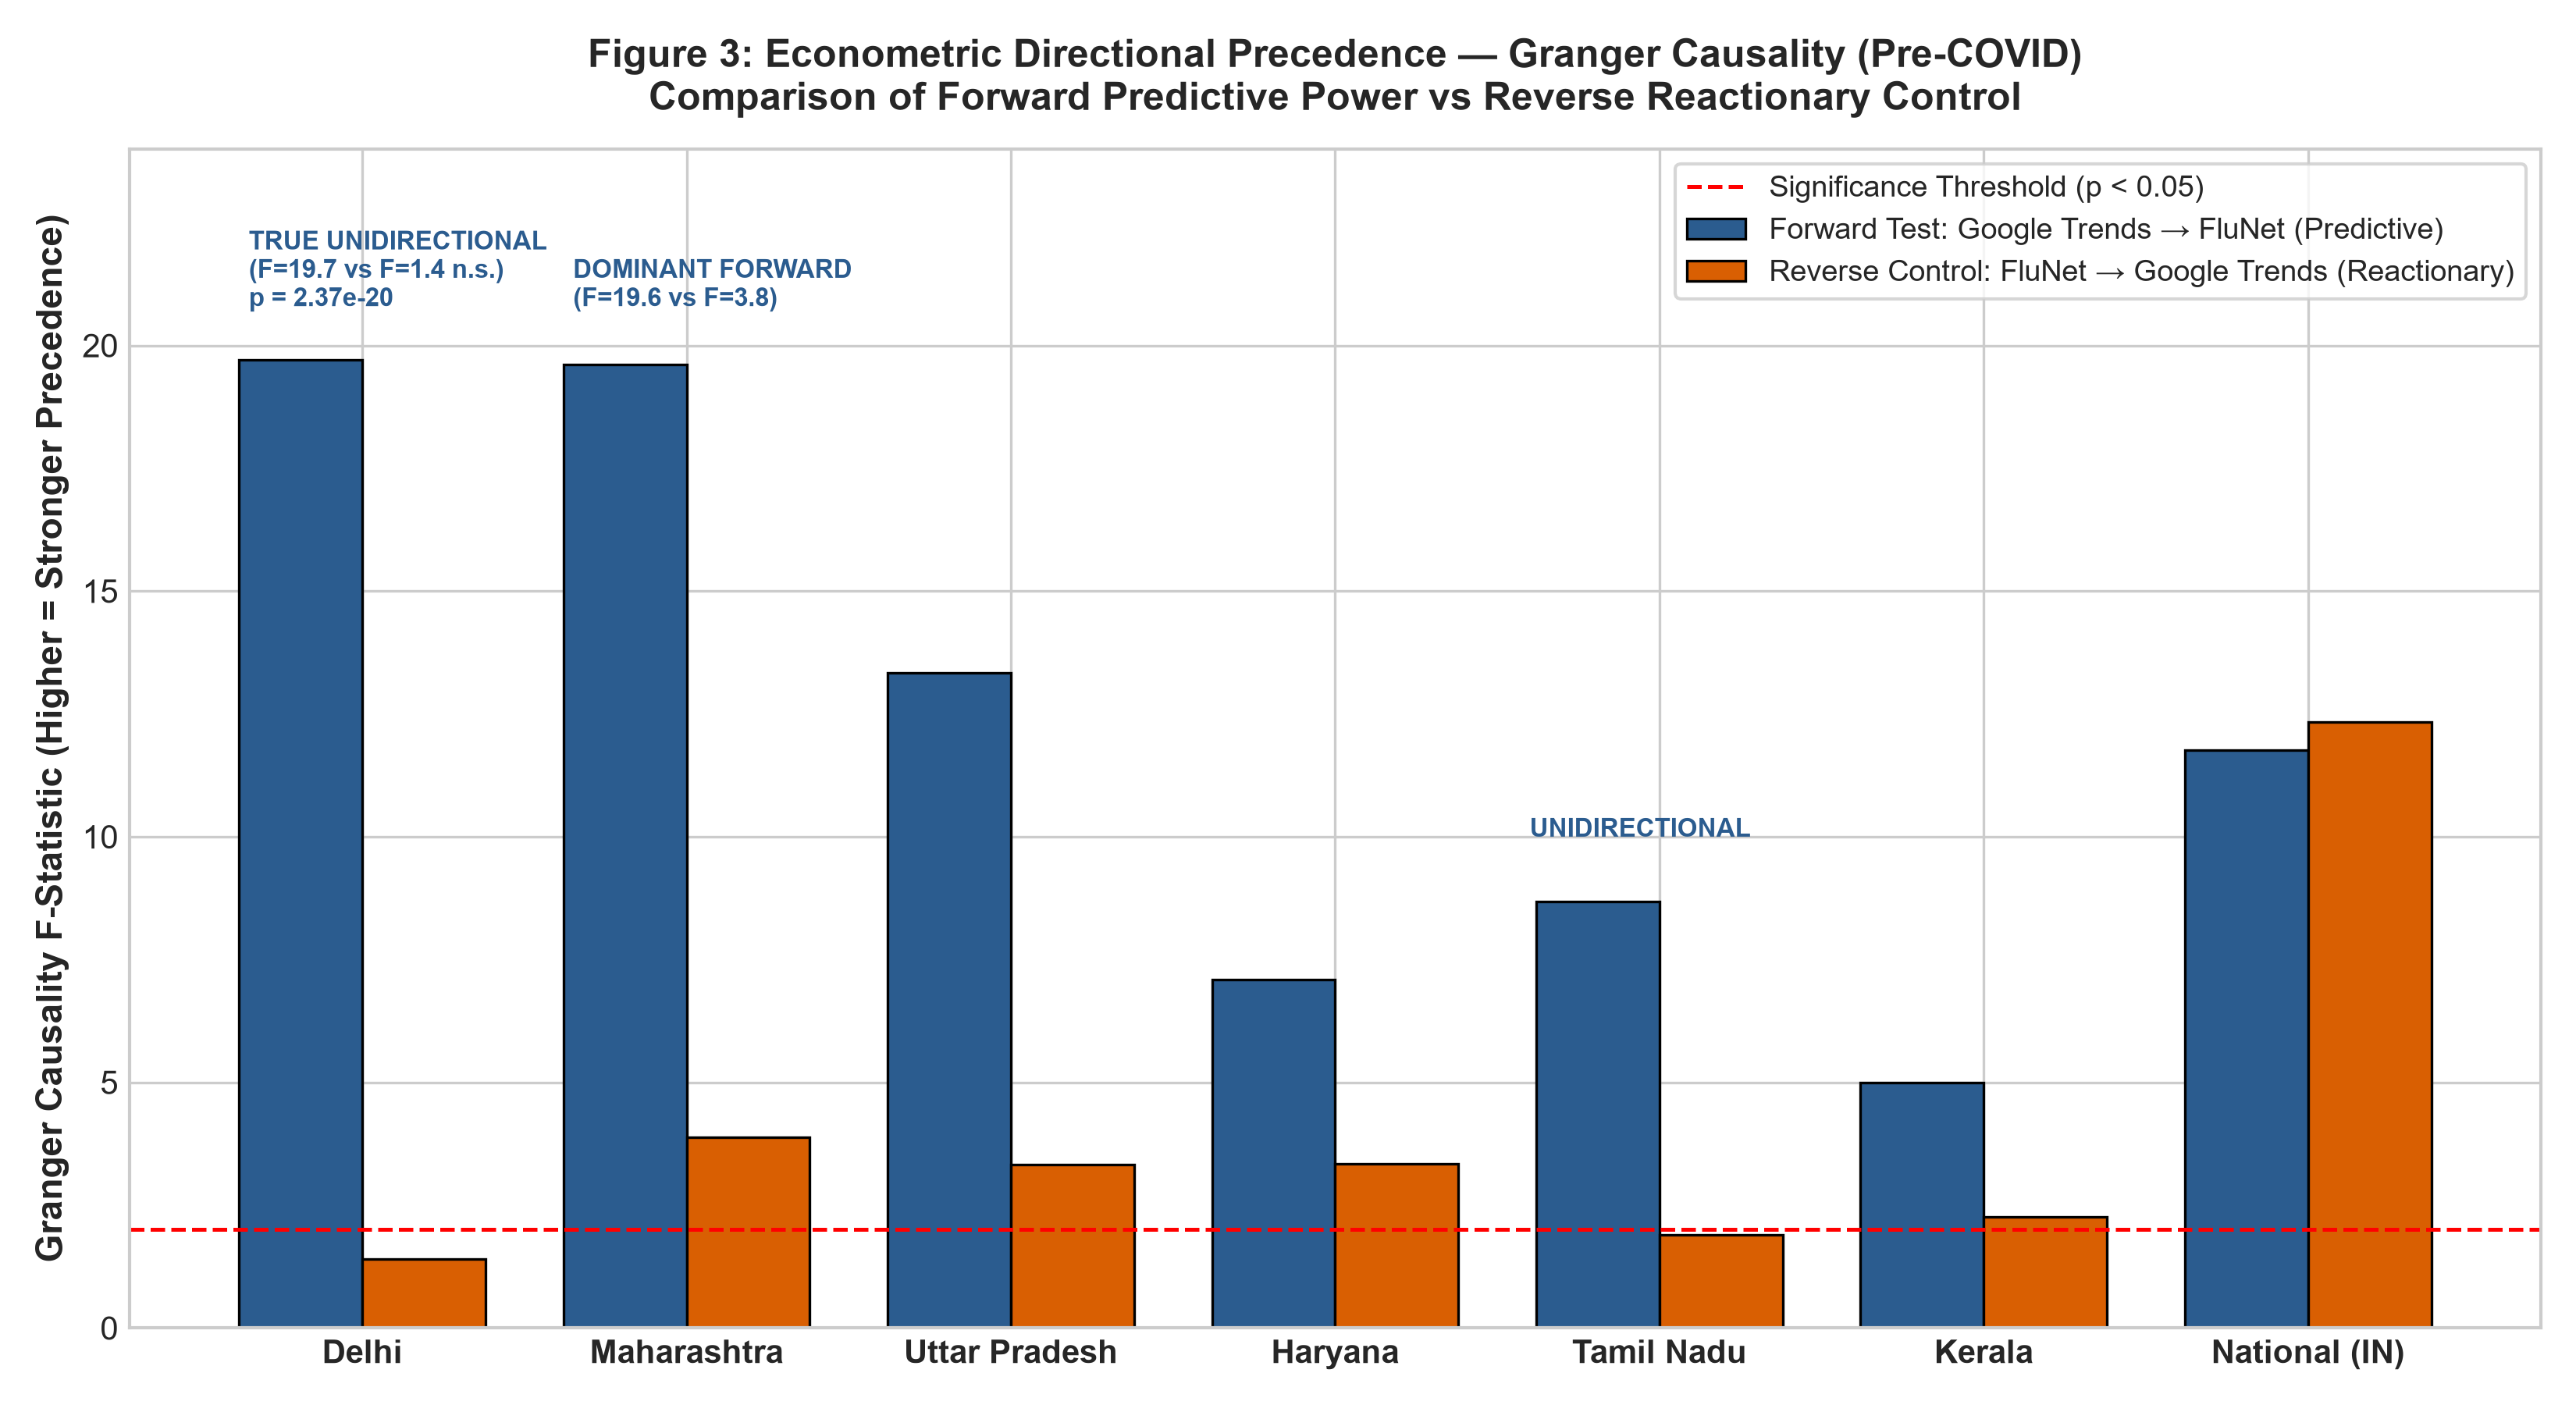 Figure 3: Econometric Directional Precedence — Granger Causality (Pre-COVID)
Comparison of Forward Predictive Power vs Reverse Reactionary Control
Significance Threshold (p < 0.05)
Forward Test: Google Trends → FluNet (Predictive)
Reverse Control: FluNet → Google Trends (Reactionary)
TRUE UNIDIRECTIONAL
(F=19.7 vs F=1.4 n.s.)
p = 2.37e-20
DOMINANT FORWARD
(F=19.6 vs F=3.8)
UNIDIRECTIONAL
Granger Causality F-Statistic (Higher = Stronger Precedence)
20
15
10
5
0
Delhi
Maharashtra
Uttar Pradesh
Haryana
Tamil Nadu
Kerala
National (IN)